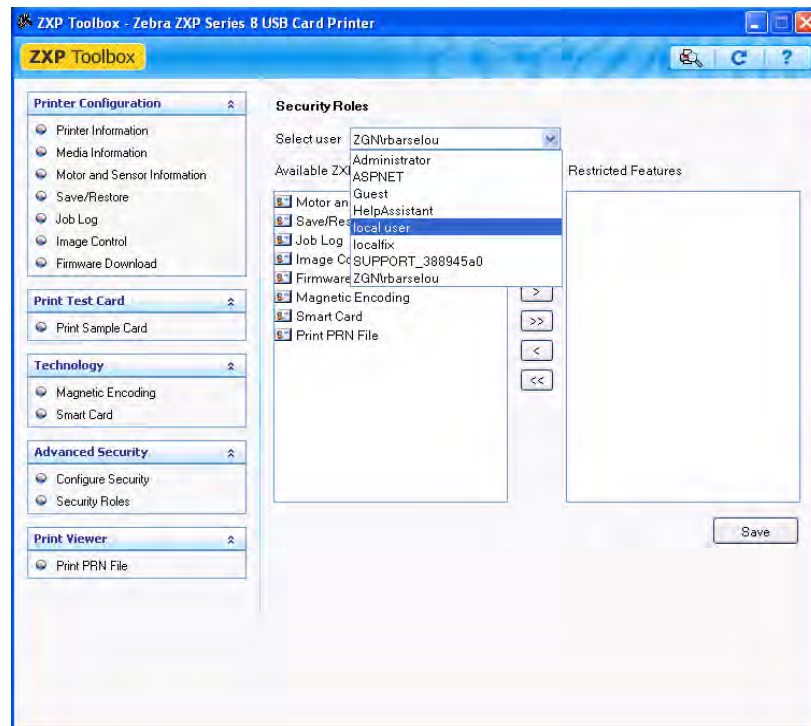 ZXP Toolbox - Zebra ZXP Series 8 USB Card Printer
ZXP Toolbox
?
Printer Configuration
Printer Information
Media Information
Motor and Sensor Information
Save/Restore
Job Log
Image Control
Firmware Download
Print Test Card
Print Sample Card
Technology
Magnetic Encoding
Smart Card
Advanced Security
Configure Security
Security Roles
Print Viewer
Print PRN File
Security Roles
Select user ZGN\rbarselou
Administrator
ASPNET
Guest
HelpAssistant
local user
localfix
SUPPORT_388945a0
ZGN\rbarselou
Available ZX
Motor an
Save/Res
Job Log
Image Co
Firmware
Magnetic Encoding
Smart Card
Print PRN File
>
>>
<
<<
Restricted Features
Save